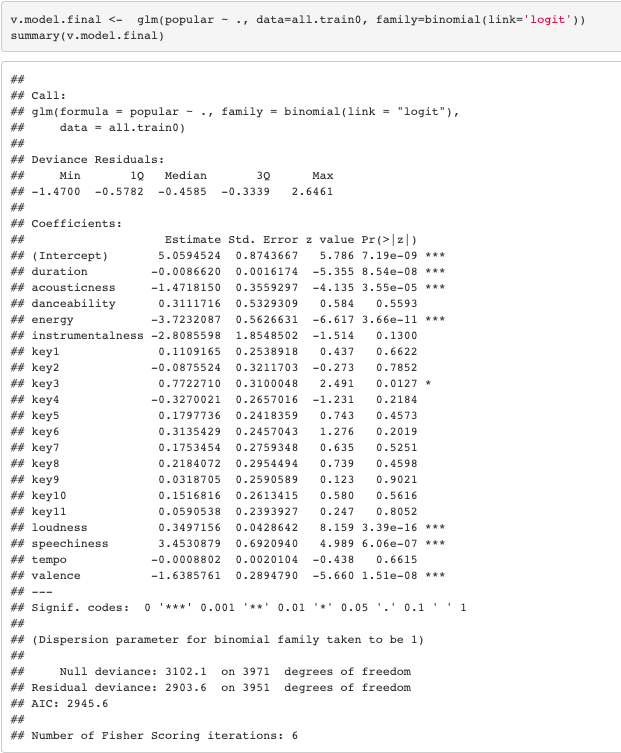 v.model.final <-  glm(popular ~ ., data=all.train0, family=binomial(link='logit'))
summary(v.model.final)
##
## Call:
## glm(formula = popular ~ ., family = binomial(link = "logit"),
##     data = all.train0)
##
## Deviance Residuals:
##     Min       1Q   Median       3Q      Max
## -1.4700  -0.5782  -0.4585  -0.3339   2.6461
##
## Coefficients:
##                    Estimate Std. Error z value Pr(>|z|)
## (Intercept)       5.0594524  0.8743667   5.786 7.19e-09 ***
## duration         -0.0086620  0.0016174  -5.355 8.54e-08 ***
## acousticness     -1.4718150  0.3559297  -4.135 3.55e-05 ***
## danceability      0.3111716  0.5329309   0.584   0.5593
## energy           -3.7232087  0.5626631  -6.617 3.66e-11 ***
## instrumentalness -2.8085598  1.8548502  -1.514   0.1300
## key1              0.1109165  0.2538918   0.437   0.6622
## key2             -0.0875524  0.3211703  -0.273   0.7852
## key3              0.7722710  0.3100048   2.491   0.0127 *
## key4             -0.3270021  0.2657016  -1.231   0.2184
## key5              0.1797736  0.2418359   0.743   0.4573
## key6              0.3135429  0.2457043   1.276   0.2019
## key7              0.1753454  0.2759348   0.635   0.5251
## key8              0.2184072  0.2954494   0.739   0.4598
## key9              0.0318705  0.2590589   0.123   0.9021
## key10             0.1516816  0.2613415   0.580   0.5616
## key11             0.0590538  0.2393927   0.247   0.8052
## loudness          0.3497156  0.0428642   8.159 3.39e-16 ***
## speechiness       3.4530879  0.6920940   4.989 6.06e-07 ***
## tempo            -0.0008802  0.0020104  -0.438   0.6615
## valence          -1.6385761  0.2894790  -5.660 1.51e-08 ***
## ---
## Signif. codes:  0 '***' 0.001 '**' 0.01 '*' 0.05 '.' 0.1 ' ' 1
##
## (Dispersion parameter for binomial family taken to be 1)
##
##     Null deviance: 3102.1  on 3971  degrees of freedom
## Residual deviance: 2903.6  on 3951  degrees of freedom
## AIC: 2945.6
##
## Number of Fisher Scoring iterations: 6